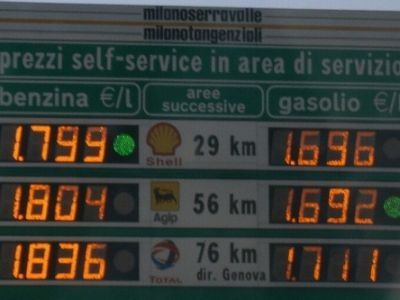 milanoserravalle
milanotangenziali
prezzi self-service in area di servizio
benzina €/l aree successive gasolio €/l
1.799 Shell 29 km 1.696
1.804 Agip 56 km 1.692
1.836 TOTAL 76 km dir. Genova 1.711